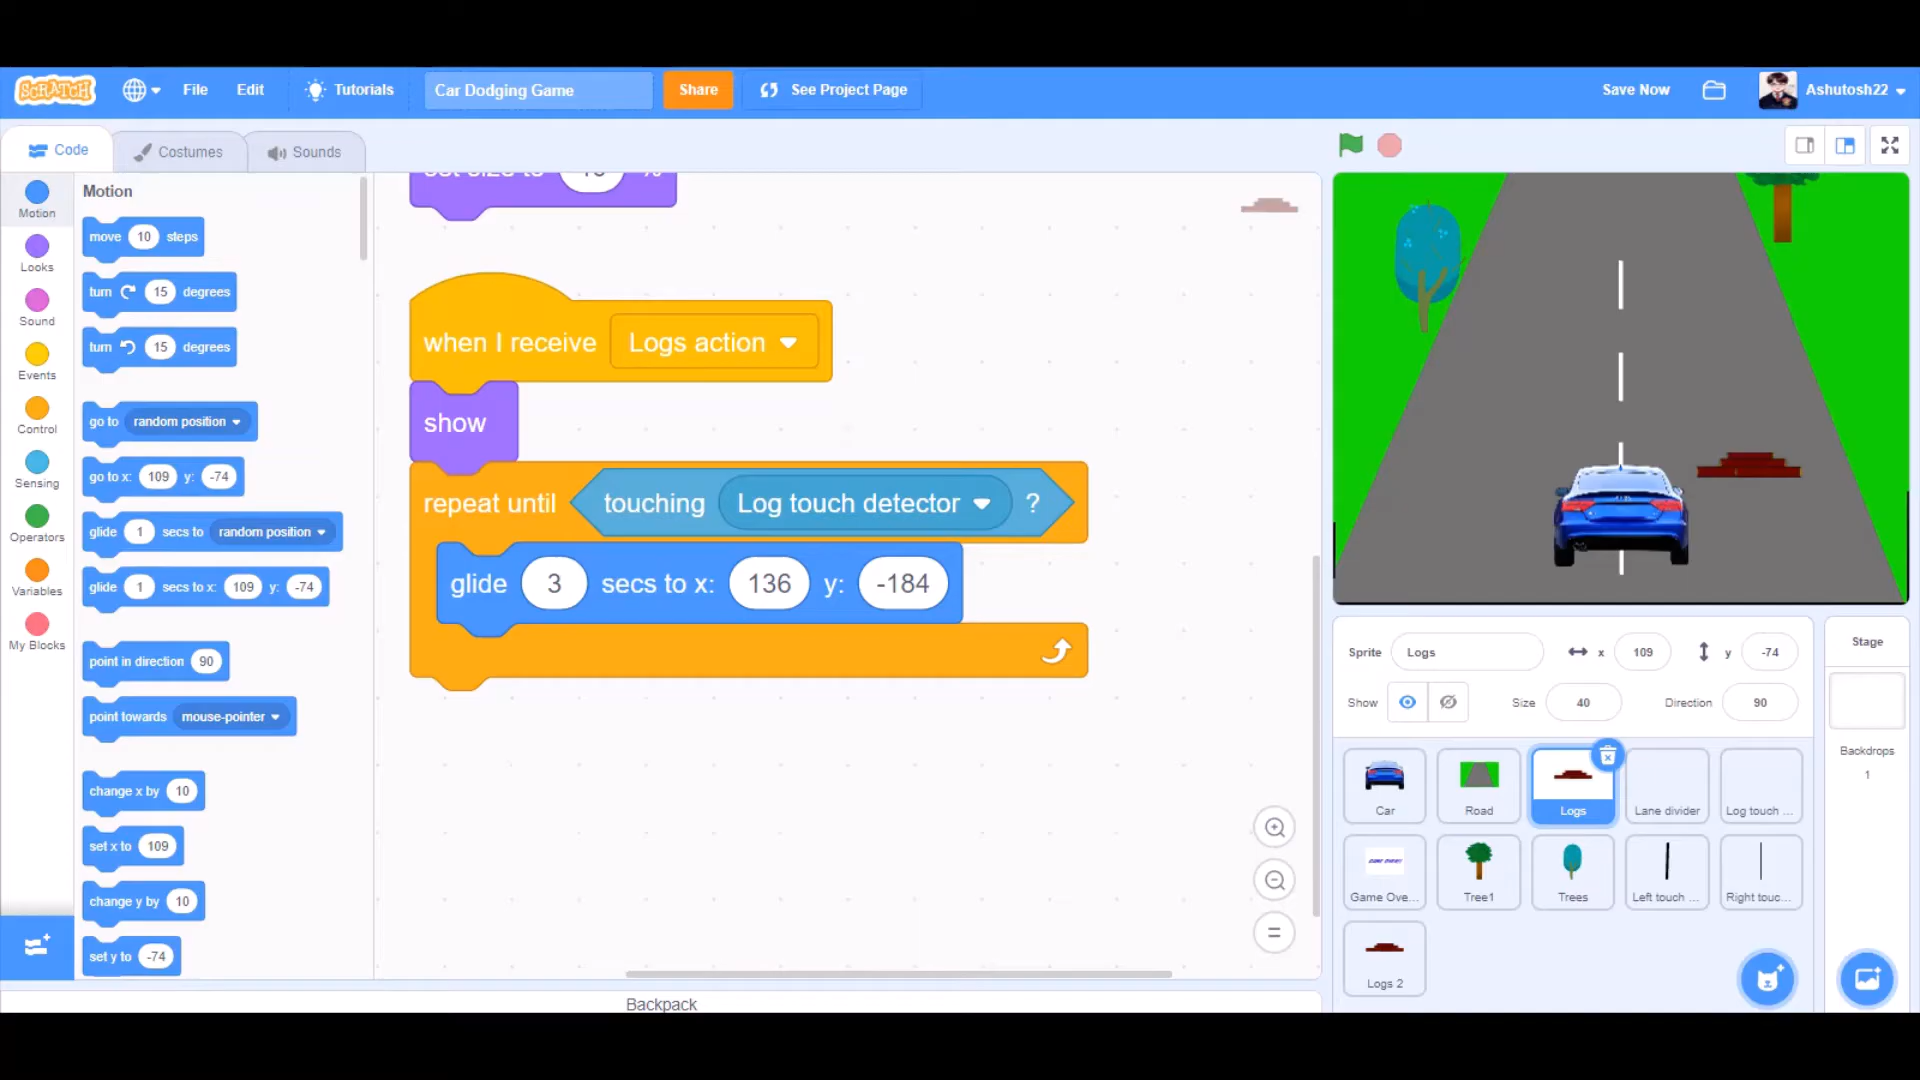 SCRATCH
File
Edit
Tutorials
Car Dodging Game
Share
See Project Page
Save Now
Ashutosh22
Code
Costumes
Sounds
Motion
Looks
Sound
Events
Control
Sensing
Operators
Variables
My Blocks
Motion
move 10 steps
turn 15 degrees
turn 15 degrees
go to random position
go to x: 109 y: -74
glide 1 secs to random position
glide 1 secs to x: 109 y: -74
point in direction 90
point towards mouse-pointer
change x by 10
set x to 109
change y by 10
set y to -74
set size to %
when I receive Logs action
show
repeat until touching Log touch detector ?
glide 3 secs to x: 136 y: -184
Backpack
Sprite Logs x 109 y -74
Show Size 40 Direction 90
Car
Road
Logs
Lane divider
Log touch ...
GAME OVER!
Game Ove...
Tree1
Trees
Left touch ...
Right touc...
Logs 2
Stage
Backdrops
1